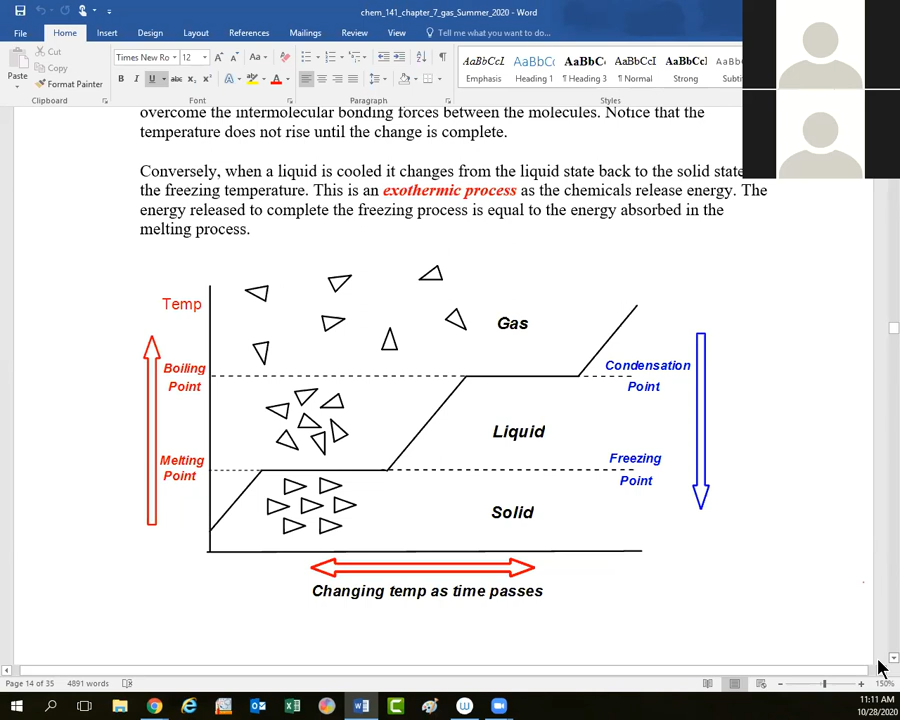 chem_141_chapter_7_gas_Summer_2020 - Word
File Home Insert Design Layout References Mailings Review View Tell me what you want to do...
Cut
Copy
Format Painter
Paste
Times New Ro 12
AaBbCcL AaBbCc AaBbCc AaBbCcI AaBbCcI AaBb
Emphasis Heading 1 ¶ Heading 3 ¶ Normal Strong Subti
Clipboard Font Paragraph Styles
overcome the intermolecular bonding forces between the molecules. Notice that the
temperature does not rise until the change is complete.
Conversely, when a liquid is cooled it changes from the liquid state back to the solid state
the freezing temperature. This is an exothermic process as the chemicals release energy. The
energy released to complete the freezing process is equal to the energy absorbed in the
melting process.
Temp
Gas
Boiling
Point
Condensation
Point
Liquid
Melting
Point
Freezing
Point
Solid
Changing temp as time passes
Page 14 of 35 4891 words
150%
11:11 AM
10/28/2020